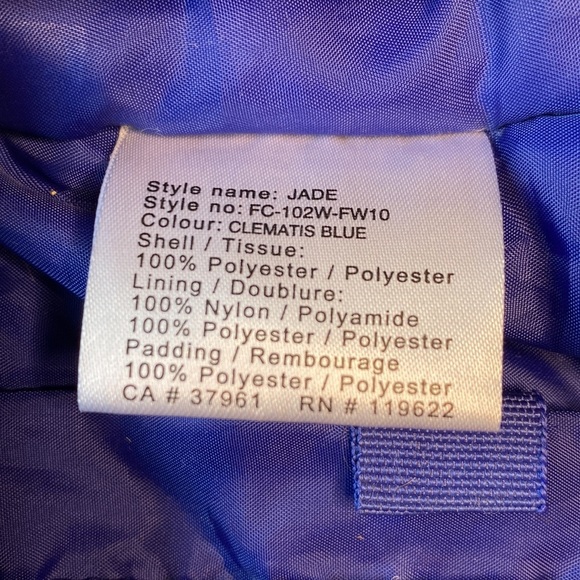 Style name: JADE
Style no: FC-102W-FW10
Colour: CLEMATIS BLUE
Shell / Tissue:
100% Polyester / Polyester
Lining / Doublure:
100% Nylon / Polyamide
100% Polyester / Polyester
Padding / Rembourage
100% Polyester / Polyester
CA # 37961 RN # 119622